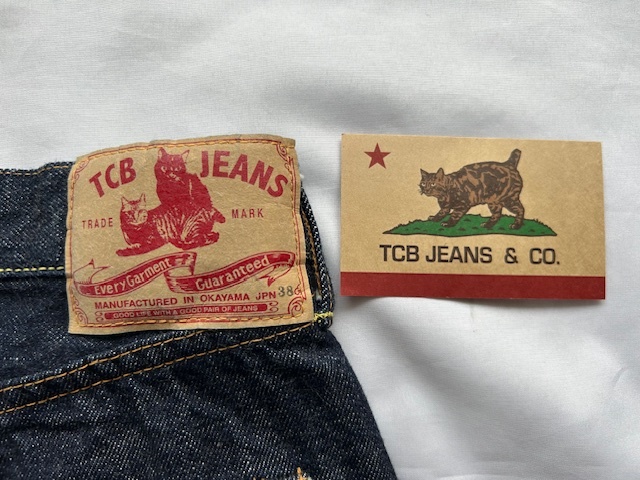 TCB JEANS
TRADE MARK
Every Garment Guaranteed
MANUFACTURED IN OKAYAMA JPN
GOOD LIFE WITH A GOOD PAIR OF JEANS
TCB JEANS & CO.